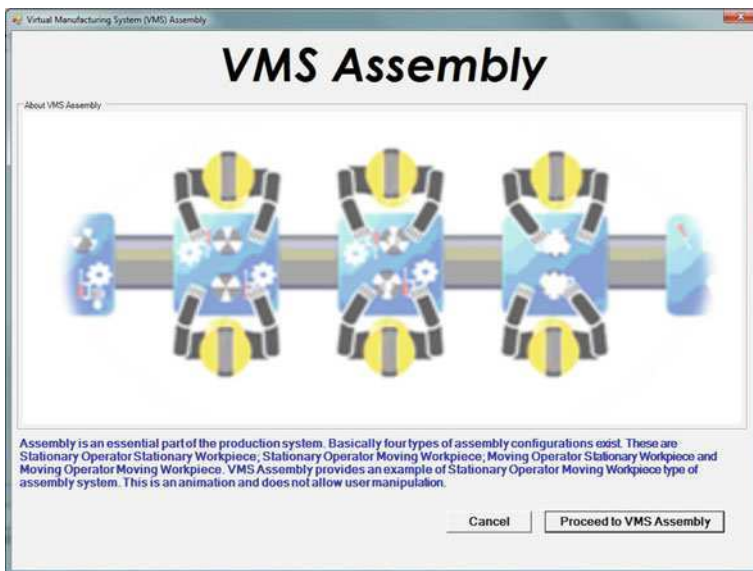 Virtual Manufacturing System (VMS) Assembly
VMS Assembly
About VMS Assembly
Assembly is an essential part of the production system. Basically four types of assembly configurations exist. These are
Stationary Operator Stationary Workpiece; Stationary Operator Moving Workpiece; Moving Operator Stationary Workpiece and
Moving Operator Moving Workpiece. VMS Assembly provides an example of Stationary Operator Moving Workpiece type of
assembly system. This is an animation and does not allow user manipulation.
Cancel
Proceed to VMS Assembly